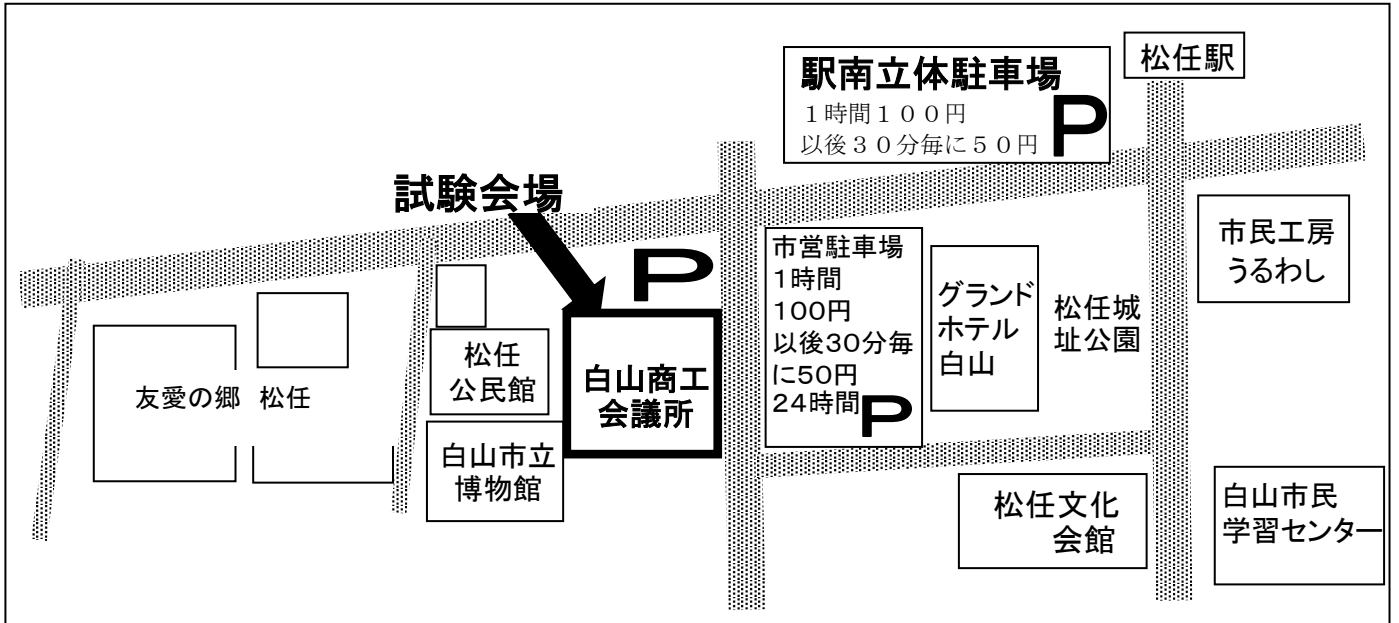 松任駅
駅南立体駐車場
１時間１００円
以後３０分毎に５０円
P
試験会場
P
市営駐車場
1時間
100円
以後30分毎
に50円
24時間
P
グランド
ホテル
白山
松任城
址公園
市民工房
うるわし
友愛の郷 松任
松任
公民館
白山商工
会議所
白山市立
博物館
松任文化
会館
白山市民
学習センター